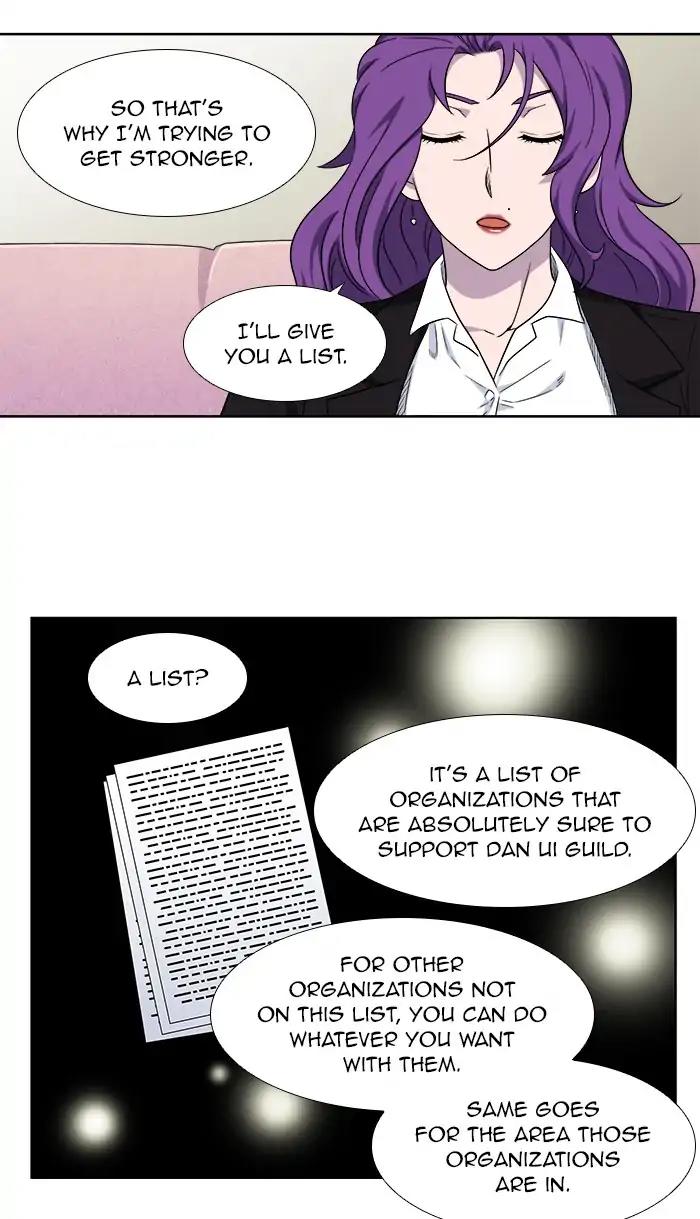 SO THAT'S
WHY I'M TRYING TO
GET STRONGER.
I'LL GIVE
YOU A LIST.
A LIST?
IT'S A LIST OF
ORGANIZATIONS THAT
ARE ABSOLUTELY SURE TO
SUPPORT DAN UI GUILD.
FOR OTHER
ORGANIZATIONS NOT
ON THIS LIST, YOU CAN DO
WHATEVER YOU WANT
WITH THEM.
SAME GOES
FOR THE AREA THOSE
ORGANIZATIONS
ARE IN.